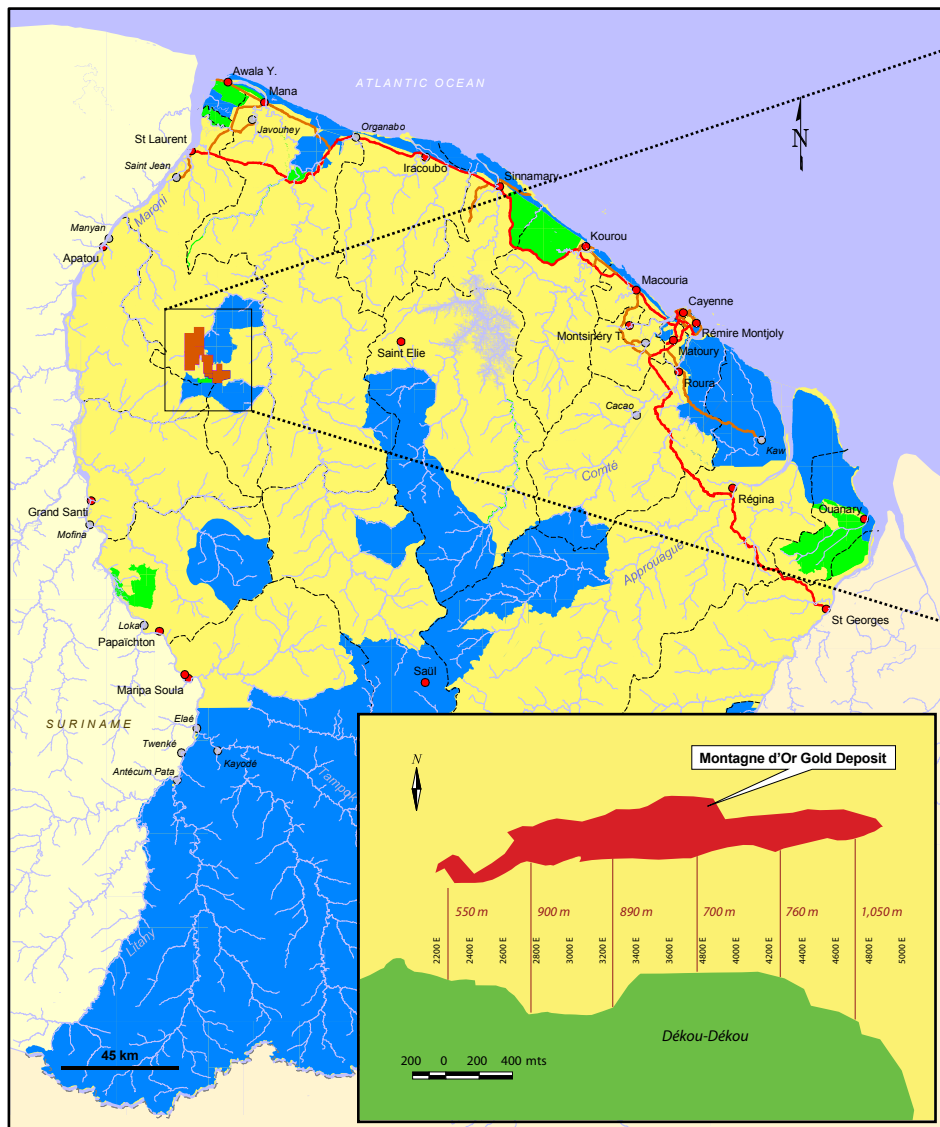 Awala Y.
ATLANTIC OCEAN
Mana
Javouhey
Organabo
St Laurent
Iracoubo
Saint Jean
Sinnamary
N
Maroni
Manyan
Apatou
Kourou
Macouria
Cayenne
Montsinéry T.
Rémire Montjoly
Saint Elie
Matoury
Roura
Cacao
Kaw
Comté
Régina
Grand Santi
Ouanary
Mofina
Approuague
Loka
St Georges
Papaïchton
Saül
Maripa Soula
SURINAME
Elaé
Twenké
Kayodé
Antécum Pata
Litany
45 km
N
Montagne d'Or Gold Deposit
550 m
900 m
890 m
700 m
760 m
1,050 m
2200 E
2400 E
2600 E
2800 E
3000 E
3200 E
3400 E
3600 E
3800 E
4800 E
4000 E
4200 E
4300 E
4600 E
4800 E
5000 E
Dékou-Dékou
200 0 200 400 mts